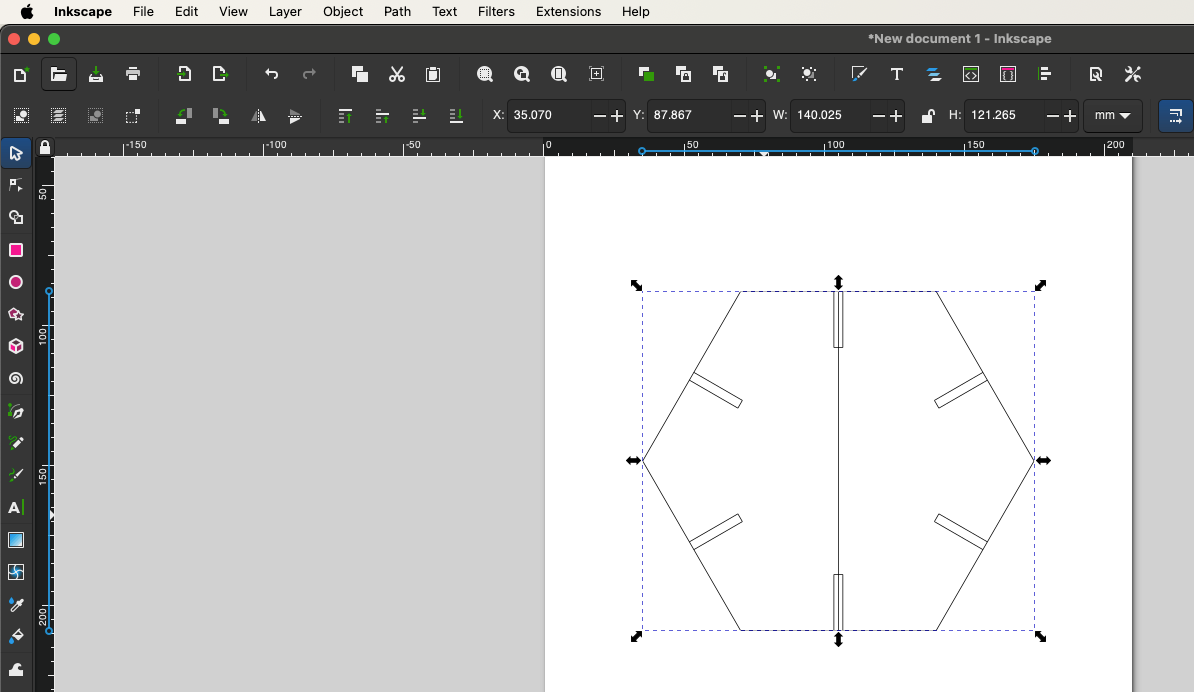 Inkscape File Edit View Layer Object Path Text Filters Extensions Help
*New document 1 - Inkscape
X: 35.070 Y: 87.867 W: 140.025 H: 121.265 mm
-150 -100 -50 0 50 100 150 200
50
100
150
200